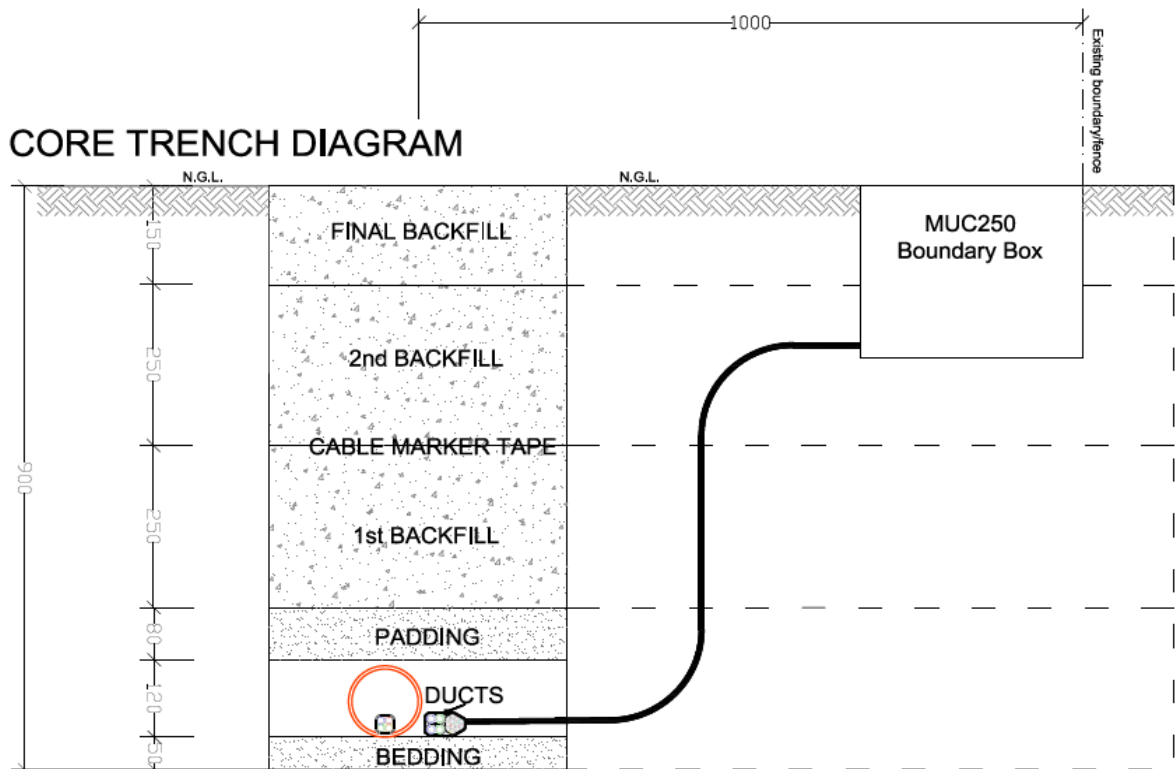 1000
Existing boundary/fence
CORE TRENCH DIAGRAM
N.G.L.
N.G.L.
150
FINAL BACKFILL
MUC250
Boundary Box
250
2nd BACKFILL
CABLE MARKER TAPE
900
250
1st BACKFILL
80
PADDING
120
DUCTS
50
BEDDING